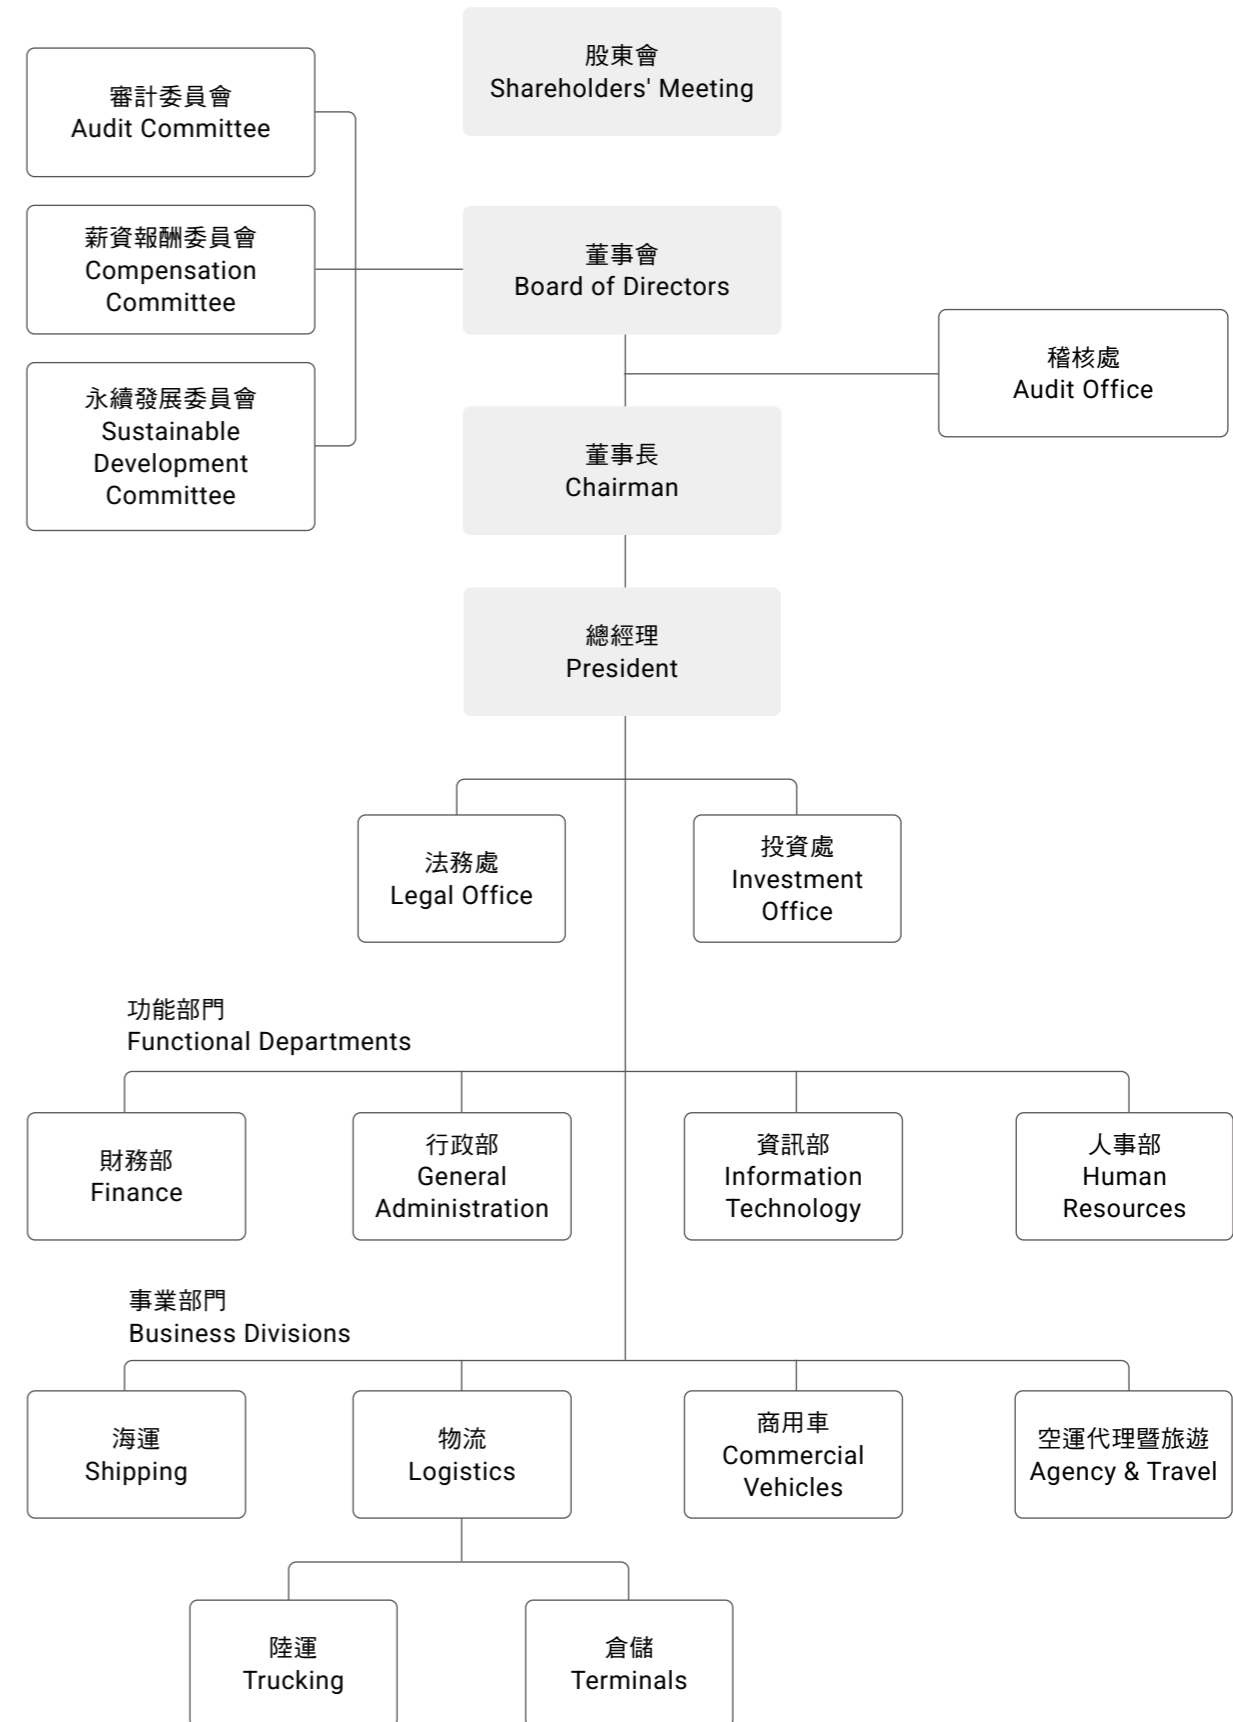 股東會
Shareholders' Meeting
審計委員會
Audit Committee
薪資報酬委員會
Compensation
Committee
董事會
Board of Directors
稽核處
Audit Office
永續發展委員會
Sustainable
Development
Committee
董事長
Chairman
總經理
President
法務處
Legal Office
投資處
Investment
Office
功能部門
Functional Departments
財務部
Finance
行政部
General
Administration
資訊部
Information
Technology
人事部
Human
Resources
事業部門
Business Divisions
海運
Shipping
物流
Logistics
商用車
Commercial
Vehicles
空運代理暨旅遊
Agency & Travel
陸運
Trucking
倉儲
Terminals